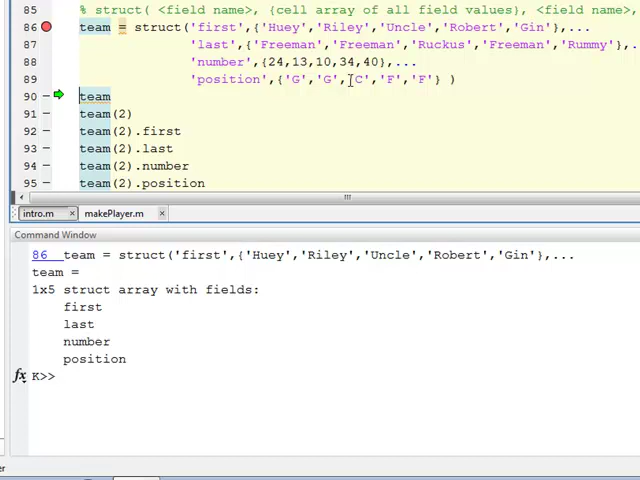 85 % struct( <field name>, {cell array of all field values}, <field name>,
86 team = struct('first',{'Huey','Riley','Uncle','Robert','Gin'},...
87 'last',{'Freeman','Freeman','Ruckus','Freeman','Rummy'},..
88 'number',{24,13,10,34,40},...
89 'position',{'G','G','C','F','F'} )
90 team
91 team(2)
92 team(2).first
93 team(2).last
94 team(2).number
95 team(2).position
intro.m × makePlayer.m ×
Command Window
86 team = struct('first',{'Huey','Riley','Uncle','Robert','Gin'},...
team =
1x5 struct array with fields:
first
last
number
position
fx K>>